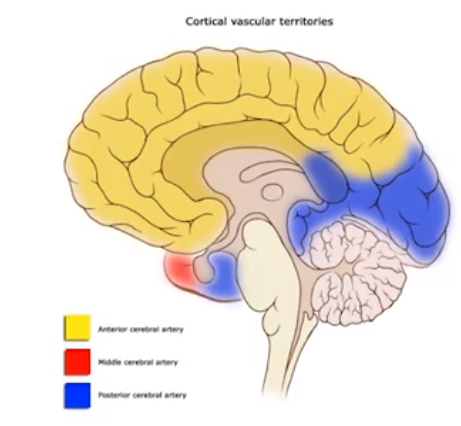 Cortical vascular territories
Anterior cerebral artery
Middle cerebral artery
Posterior cerebral artery